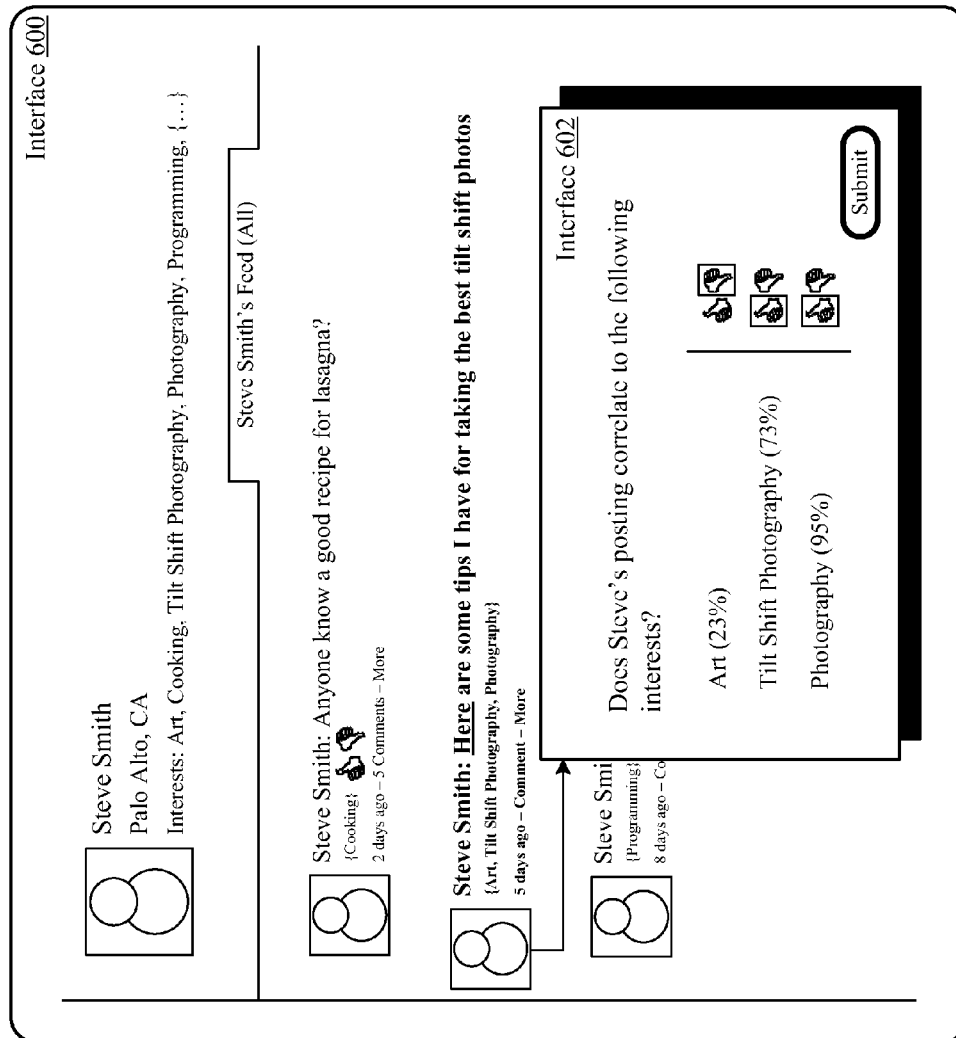 Interface 600
Steve Smith
Palo Alto, CA
Interests: Art, Cooking, Tilt Shift Photography, Photography, Programming, {…}
Steve Smith's Feed (All)
Steve Smith: Anyone know a good recipe for lasagna?
{Cooking}
2 days ago – 5 Comments – More
Steve Smith: Here are some tips I have for taking the best tilt shift photos
{Art, Tilt Shift Photography, Photography}
5 days ago – Comment – More
Steve Smi
{Programming}
8 days ago – Co
Interface 602
Does Steve's posting correlate to the following
interests?
Art (23%)
Tilt Shift Photography (73%)
Photography (95%)
Submit